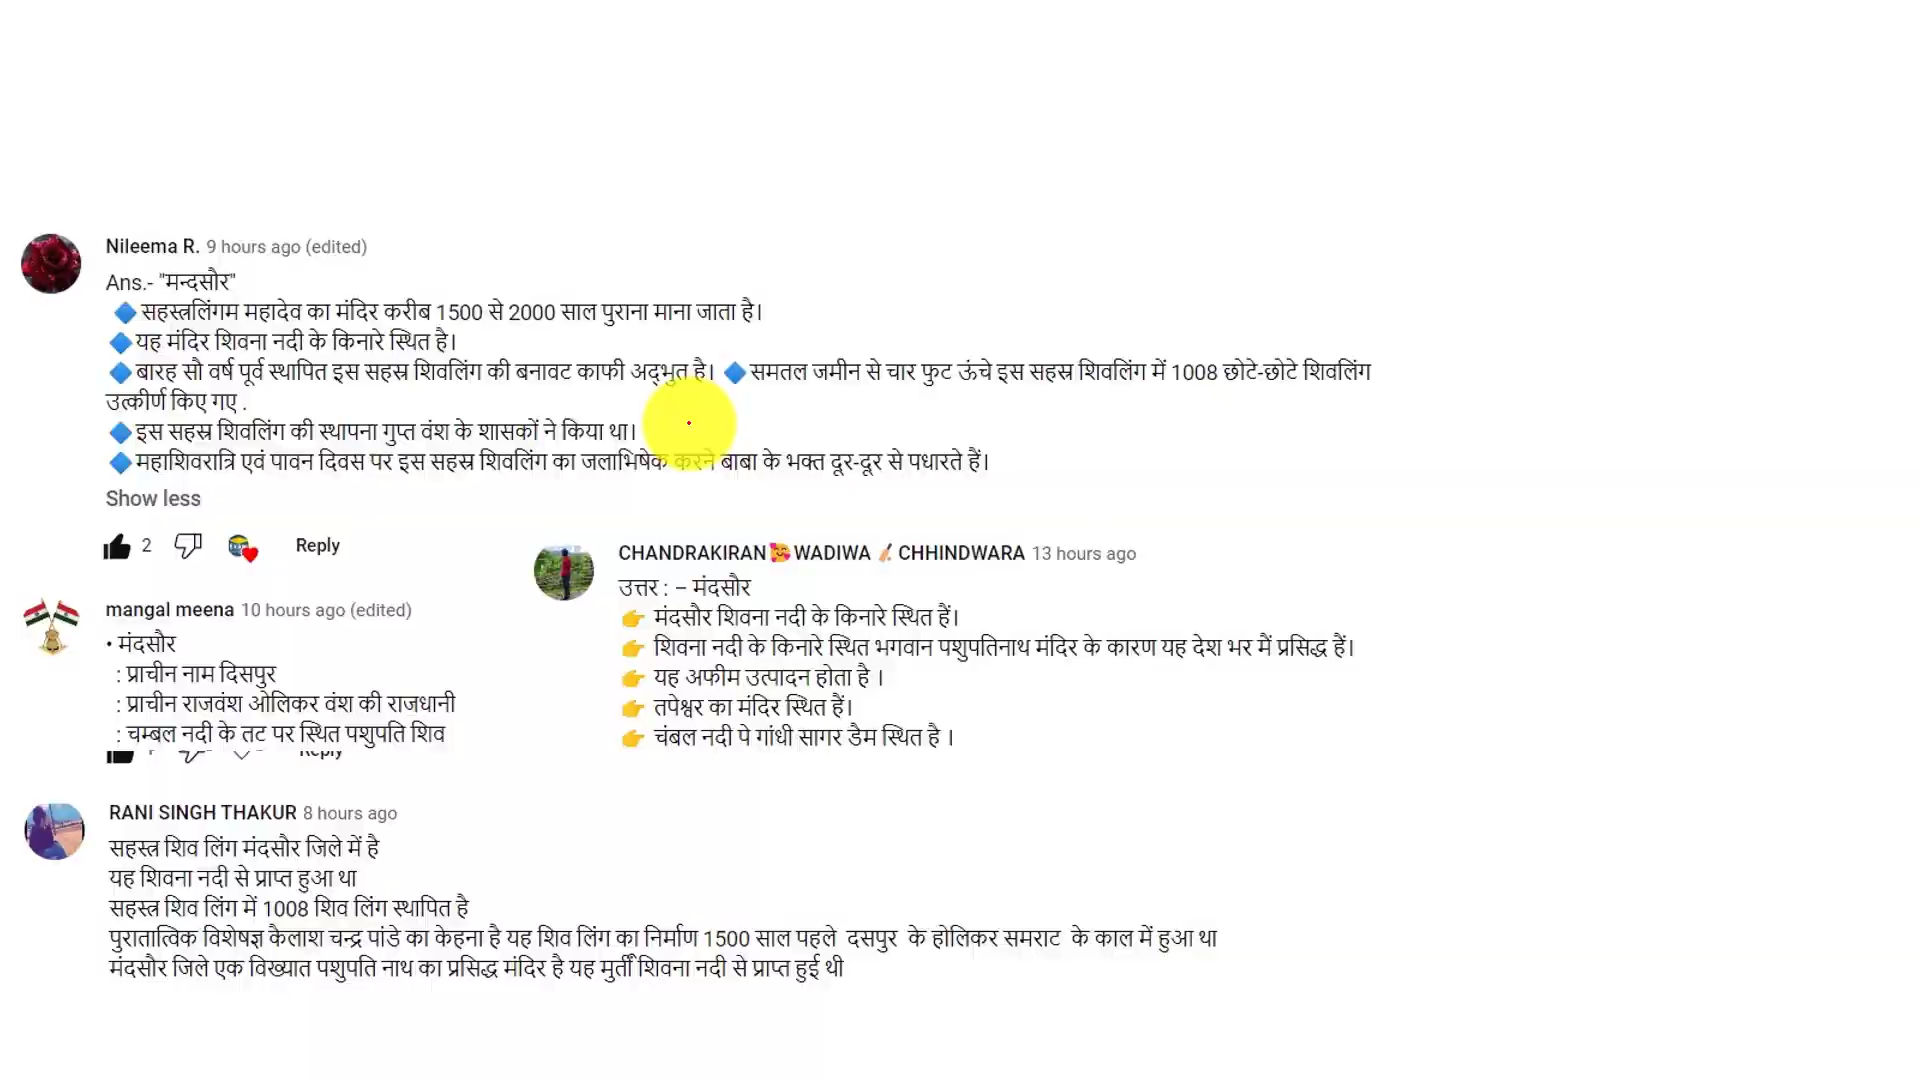 Nileema R. 9 hours ago (edited)
Ans.- "मन्दसौर"
🔷सहस्त्रलिंगम महादेव का मंदिर करीब 1500 से 2000 साल पुराना माना जाता है।
🔷यह मंदिर शिवना नदी के किनारे स्थित है।
🔷बारह सौ वर्ष पूर्व स्थापित इस सहस्र शिवलिंग की बनावट काफी अद्भुत है। 🔷समतल जमीन से चार फुट ऊंचे इस सहस्र शिवलिंग में 1008 छोटे-छोटे शिवलिंग
उत्कीर्ण किए गए .
🔷इस सहस्र शिवलिंग की स्थापना गुप्त वंश के शासकों ने किया था।
🔷महाशिवरात्रि एवं पावन दिवस पर इस सहस्र शिवलिंग का जलाभिषेक करने बाबा के भक्त दूर-दूर से पधारते हैं।
Show less
2 Reply
mangal meena 10 hours ago (edited)
• मंदसौर
: प्राचीन नाम दिसपुर
: प्राचीन राजवंश ओलिकर वंश की राजधानी
: चम्बल नदी के तट पर स्थित पशुपति शिव
Reply
CHANDRAKIRAN🥰WADIWA 🖌CHHINDWARA 13 hours ago
उत्तर : – मंदसौर
👉 मंदसौर शिवना नदी के किनारे स्थित हैं।
👉 शिवना नदी के किनारे स्थित भगवान पशुपतिनाथ मंदिर के कारण यह देश भर मैं प्रसिद्ध हैं।
👉 यह अफीम उत्पादन होता है ।
👉 तपेश्वर का मंदिर स्थित हैं।
👉 चंबल नदी पे गांधी सागर डैम स्थित है ।
RANI SINGH THAKUR 8 hours ago
सहस्त्र शिव लिंग मंदसौर जिले में है
यह शिवना नदी से प्राप्त हुआ था
सहस्त्र शिव लिंग में 1008 शिव लिंग स्थापित है
पुरातात्विक विशेषज्ञ कैलाश चन्द्र पांडे का केहना है यह शिव लिंग का निर्माण 1500 साल पहले दसपुर के होलिकर समराट के काल में हुआ था
मंदसौर जिले एक विख्यात पशुपति नाथ का प्रसिद्ध मंदिर है यह मुर्ती शिवना नदी से प्राप्त हुई थी